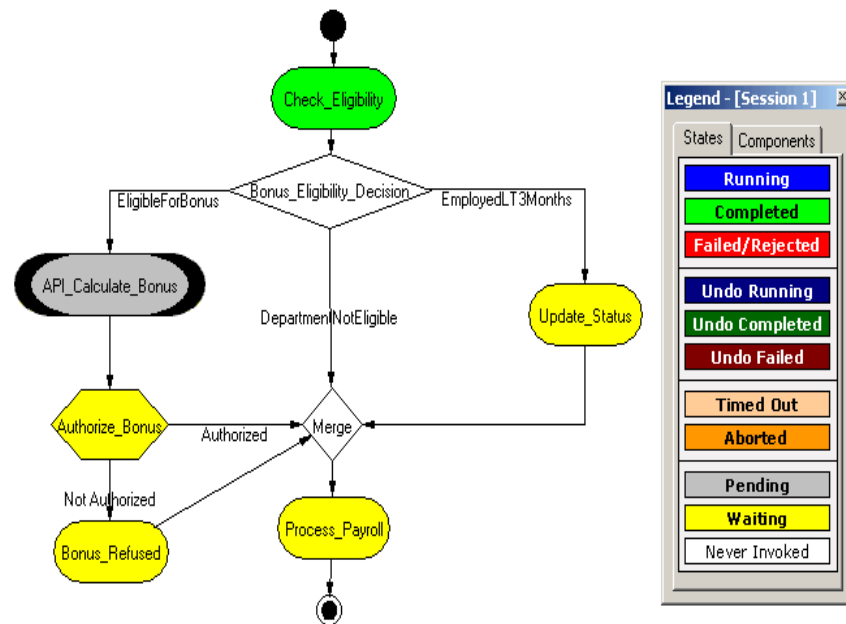 Check_Eligibility
Bonus_Eligibility_Decision
EligibleForBonus
EmployedLT3Months
API_Calculate_Bonus
DepartmentNotEligible
Update_Status
Authorize_Bonus
Authorized
Merge
Not Authorized
Bonus_Refused
Process_Payroll
Legend - [Session 1]
States
Components
Running
Completed
Failed/Rejected
Undo Running
Undo Completed
Undo Failed
Timed Out
Aborted
Pending
Waiting
Never Invoked